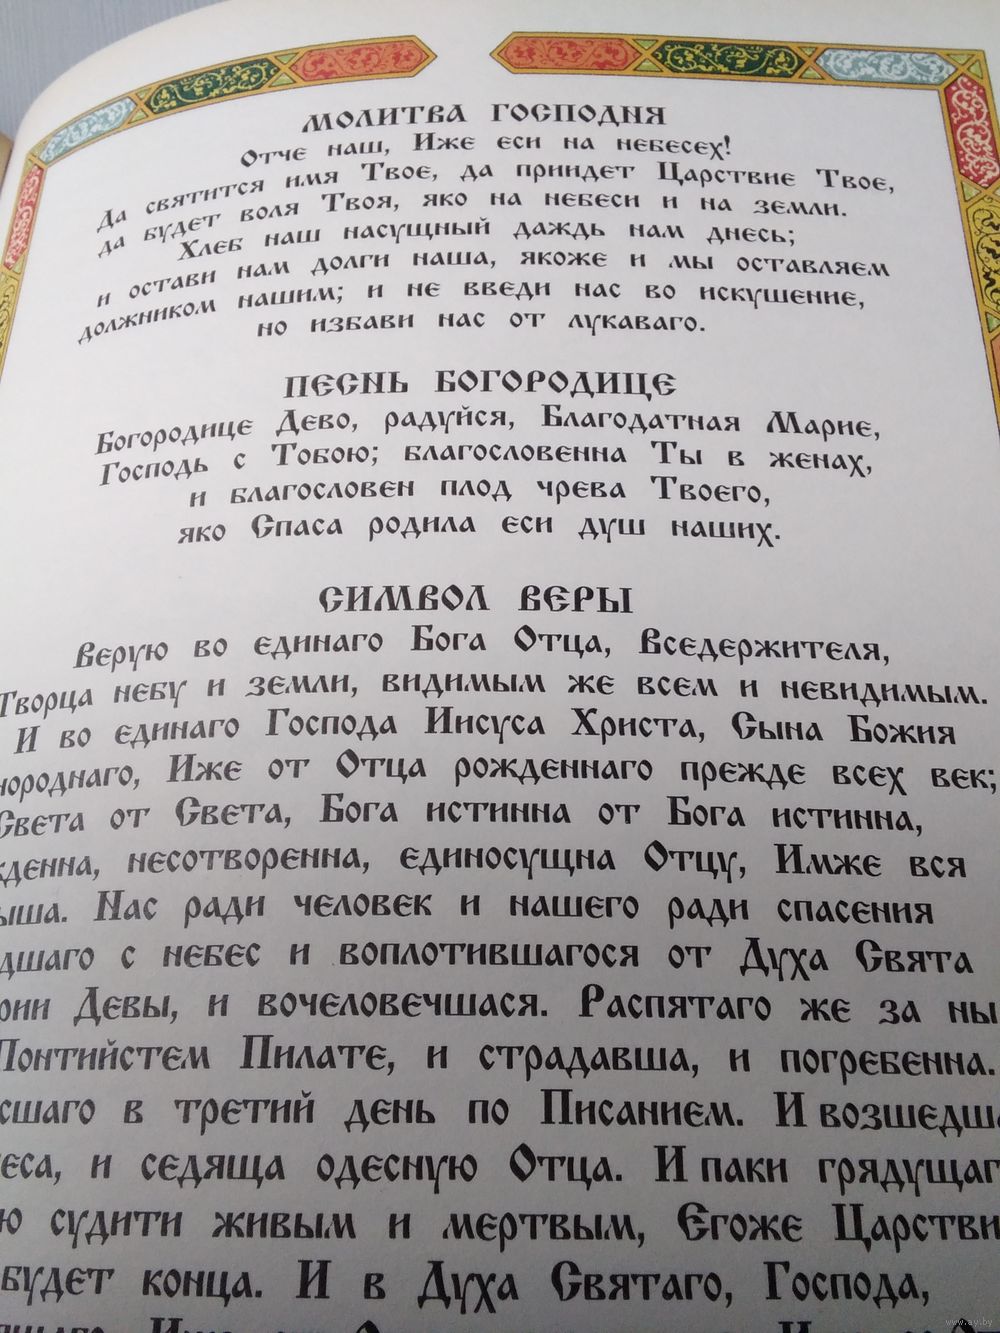 МОЛИТВА ГОСПОДНЯ
Отче наш, Иже еси на небесех!
Да святится имя Твое, да приидет Царствие Твое,
да будет воля Твоя, яко на небеси и на земли.
Хлеб наш насущный даждь нам днесь;
и остави нам долги наша, якоже и мы оставляем
должником нашим; и не введи нас во искушение,
но избави нас от лукаваго.
ПЕСНЬ БОГОРОДИЦЕ
Богородице Дево, радуйся, Благодатная Марие,
Господь с Тобою; благословенна Ты в женах,
и благословен плод чрева Твоего,
яко Спаса родила еси душ наших.
СИМВОЛ ВЕРЫ
Верую во единаго Бога Отца, Вседержителя,
Творца небу и земли, видимым же всем и невидимым.
И во единаго Господа Иисуса Христа, Сына Божия
нороднаго, Иже от Отца рожденнаго прежде всех век;
Света от Света, Бога истинна от Бога истинна,
жденна, несотворенна, единосущна Отцу, Имже вся
ыша. Нас ради человек и нашего ради спасения
дшаго с небес и воплотившагося от Духа Свята
рии Девы, и вочеловечшася. Распятаго же за ны
Понтийстем Пилате, и страдавша, и погребенна.
сшаго в третий день по Писанием. И возшедша
еса, и седяща одесную Отца. И паки грядущаг
ю судити живым и мертвым, Егоже Царстви
будет конца. И в Духа Святаго, Господа,
www.ay.by